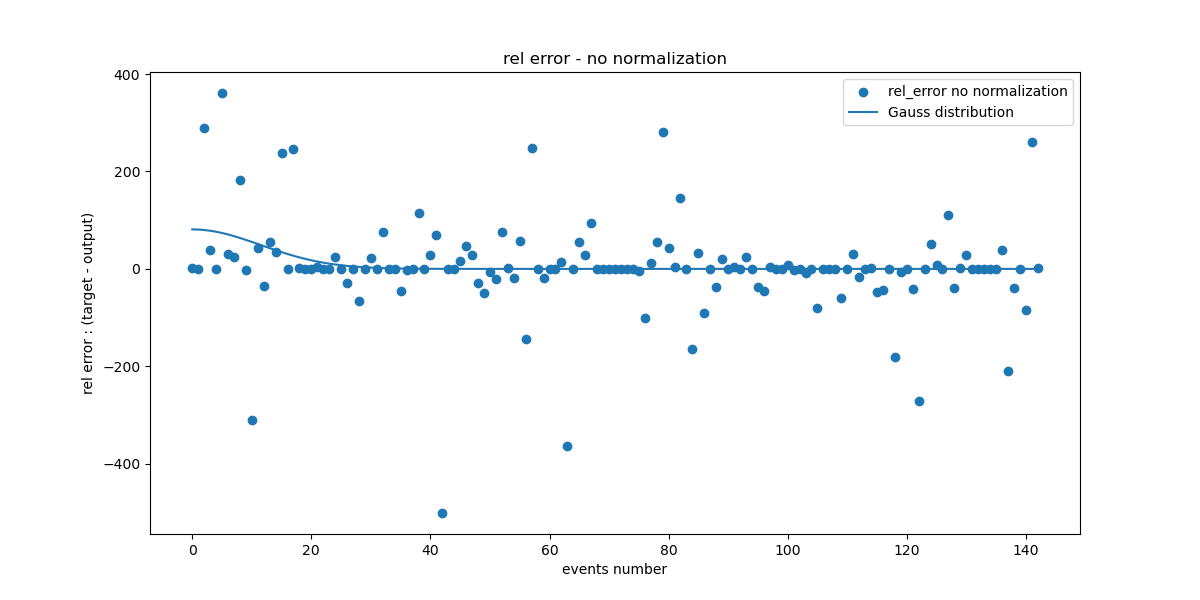 rel error - no normalization
rel_error no normalization
Gauss distribution
400
200
0
−200
−400
rel error : (target - output)
0 20 40 60 80 100 120 140
events number